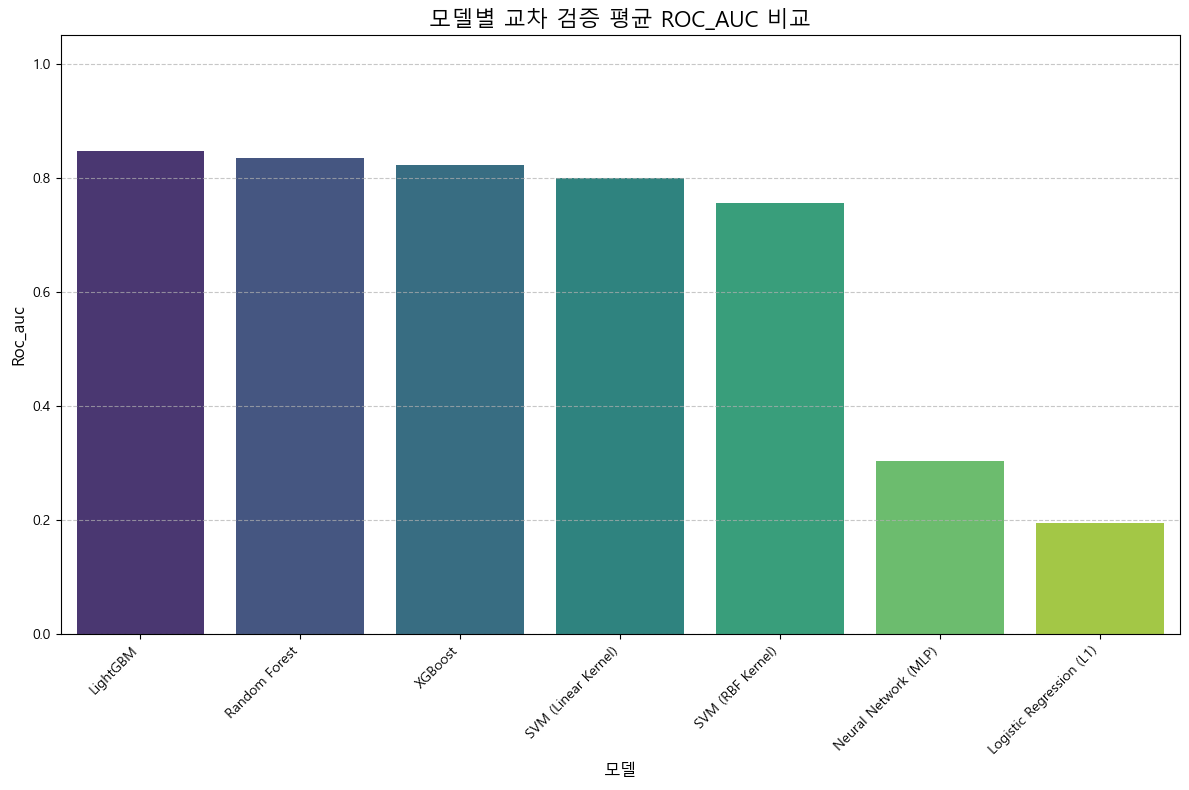 모델별 교차 검증 평균 ROC_AUC 비교
Roc_auc
1.0
0.8
0.6
0.4
0.2
0.0
LightGBM
Random Forest
XGBoost
SVM (Linear Kernel)
SVM (RBF Kernel)
Neural Network (MLP)
Logistic Regression (L1)
모델